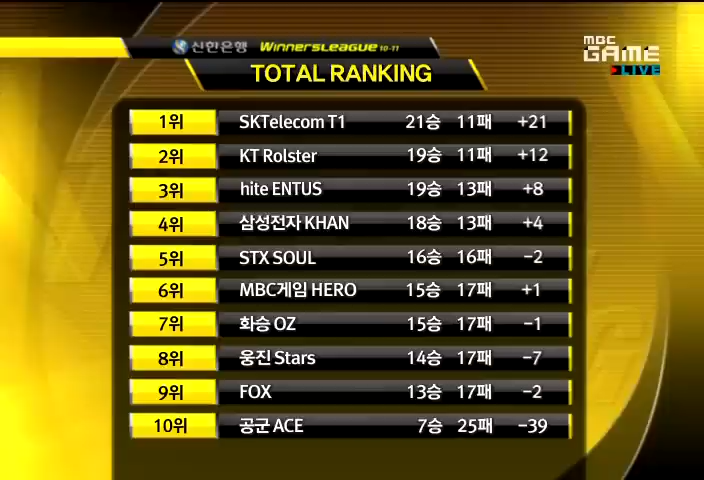 신한은행 WINNERSLEAGUE 10-11
MBC
GAME
LIVE
TOTAL RANKING
1위 SKTelecom T1 21승 11패 +21
2위 KT Rolster 19승 11패 +12
3위 hite ENTUS 19승 13패 +8
4위 삼성전자 KHAN 18승 13패 +4
5위 STX SOUL 16승 16패 -2
6위 MBC게임 HERO 15승 17패 +1
7위 화승 OZ 15승 17패 -1
8위 웅진 Stars 14승 17패 -7
9위 FOX 13승 17패 -2
10위 공군 ACE 7승 25패 -39